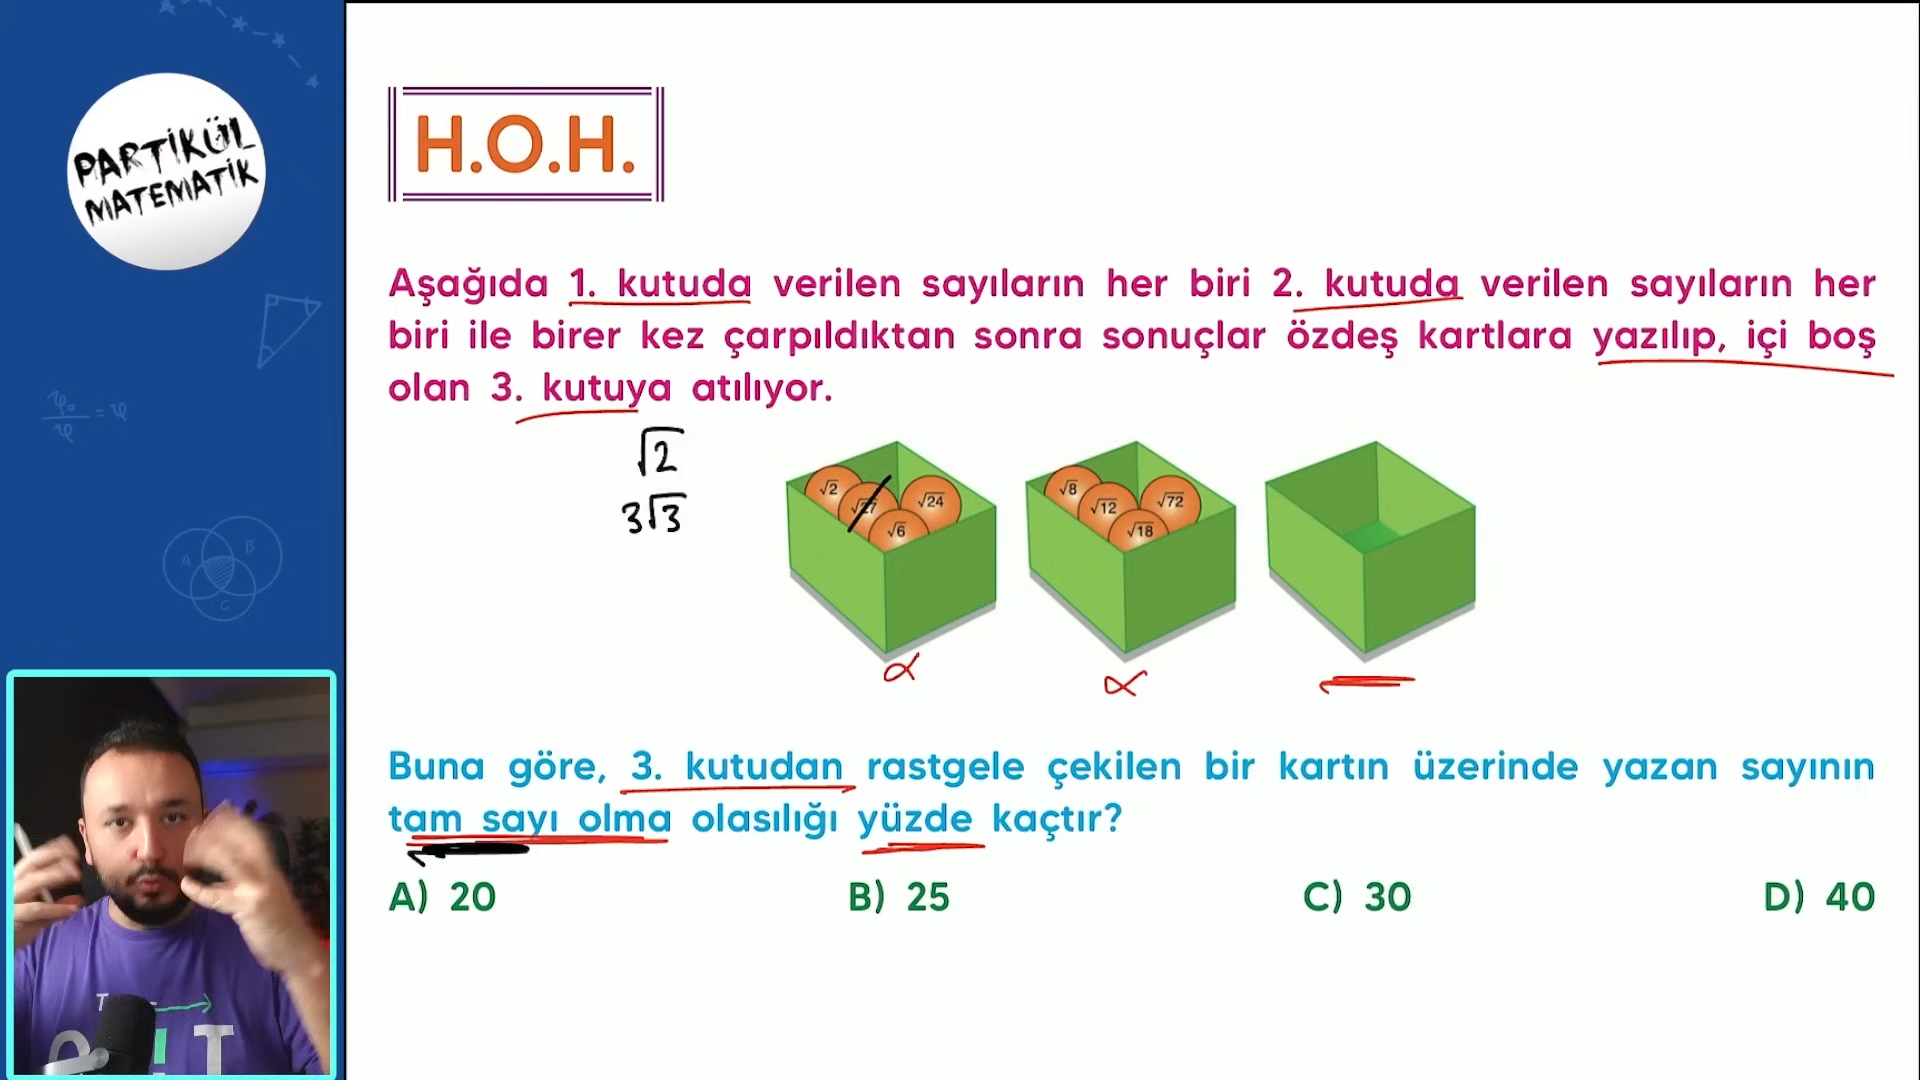 PARTİKÜL
MATEMATİK
H.O.H.
Aşağıda 1. kutuda verilen sayıların her biri 2. kutuda verilen sayıların her
biri ile birer kez çarpıldıktan sonra sonuçlar özdeş kartlara yazılıp, içi boş
olan 3. kutuya atılıyor.
√2
3√3
√2 √27 √24 √6
√8 √12 √72 √18
α
α
Buna göre, 3. kutudan rastgele çekilen bir kartın üzerinde yazan sayının
tam sayı olma olasılığı yüzde kaçtır?
A) 20 B) 25 C) 30 D) 40
A B
C